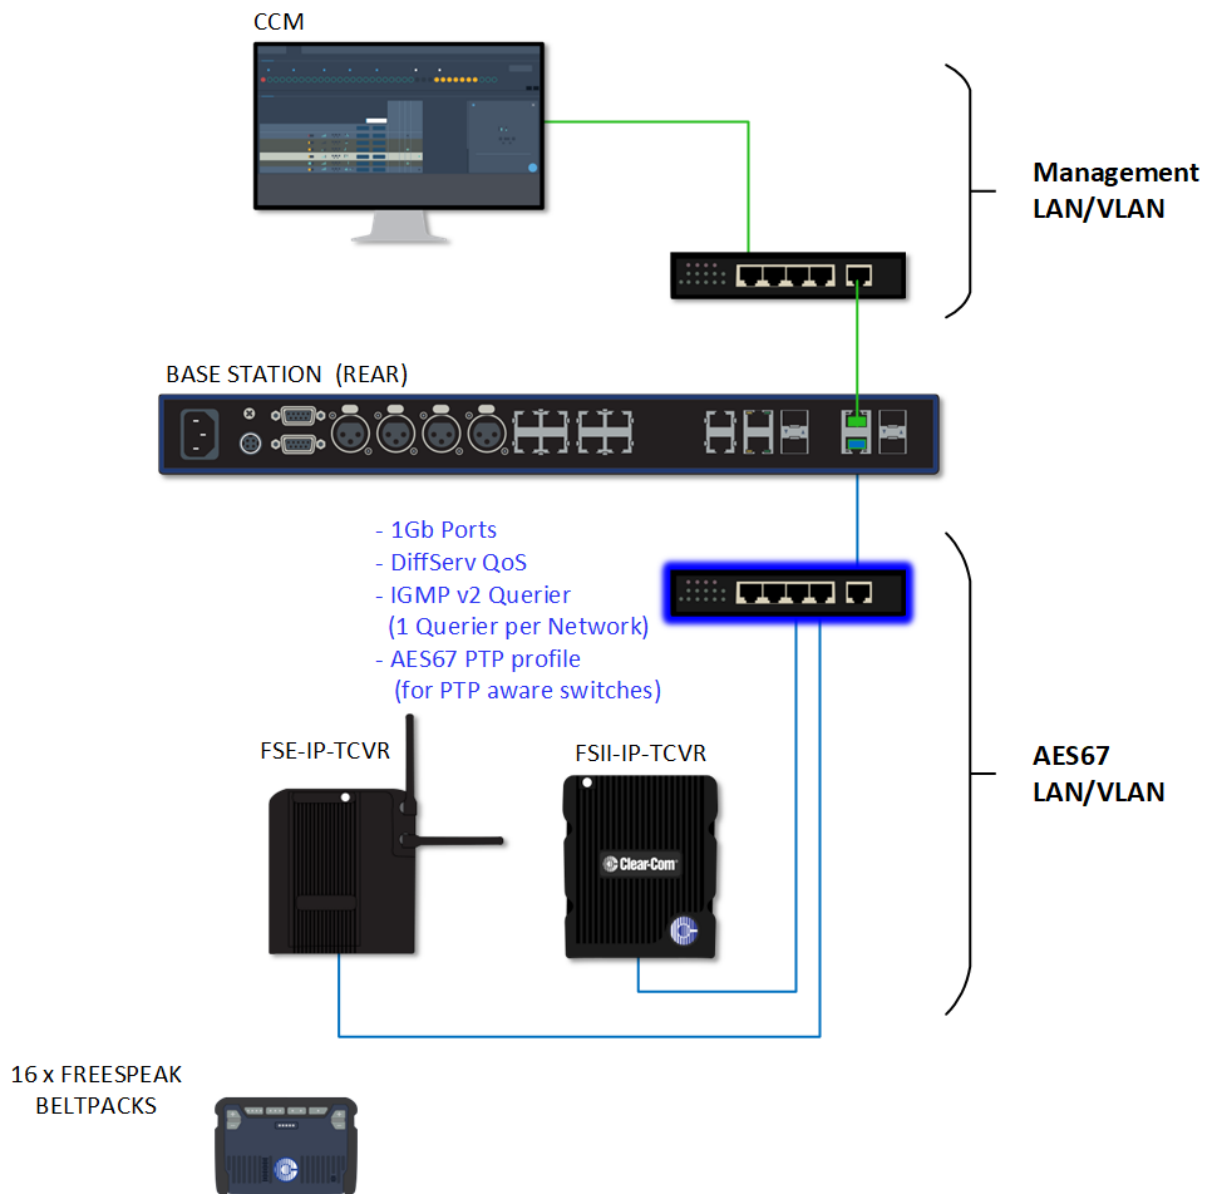 CCM
Management
LAN/VLAN
BASE STATION  (REAR)
- 1Gb Ports
- DiffServ QoS
- IGMP v2 Querier
(1 Querier per Network)
- AES67 PTP profile
(for PTP aware switches)
FSE-IP-TCVR
FSII-IP-TCVR
AES67
LAN/VLAN
Clear-Com
16 x FREESPEAK
BELTPACKS